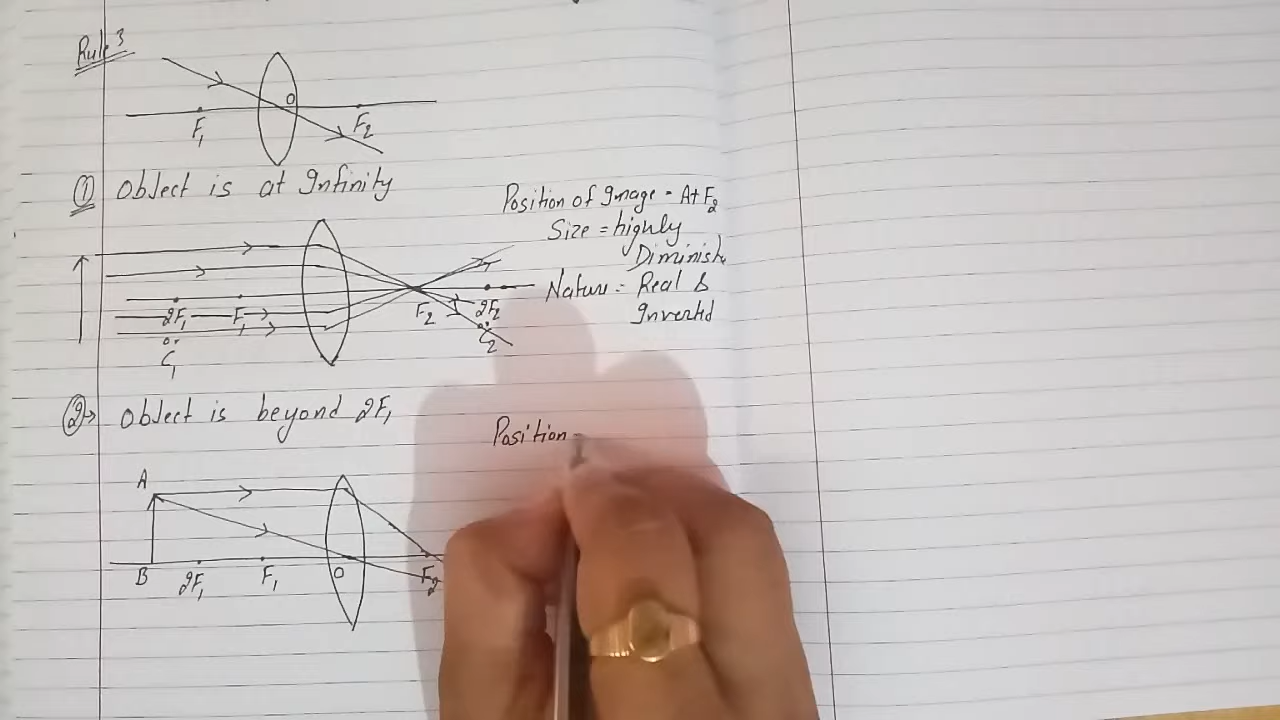 Rule 3
O
F1 F2
① Object is at Infinity
Position of Image - At F2
Size = highly
Diminish
Nature = Real &
Inverted
2F1 F1 F2 2F2
C1 C2
② → Object is beyond 2F1
Position -
A
B 2F1 F1 O F2